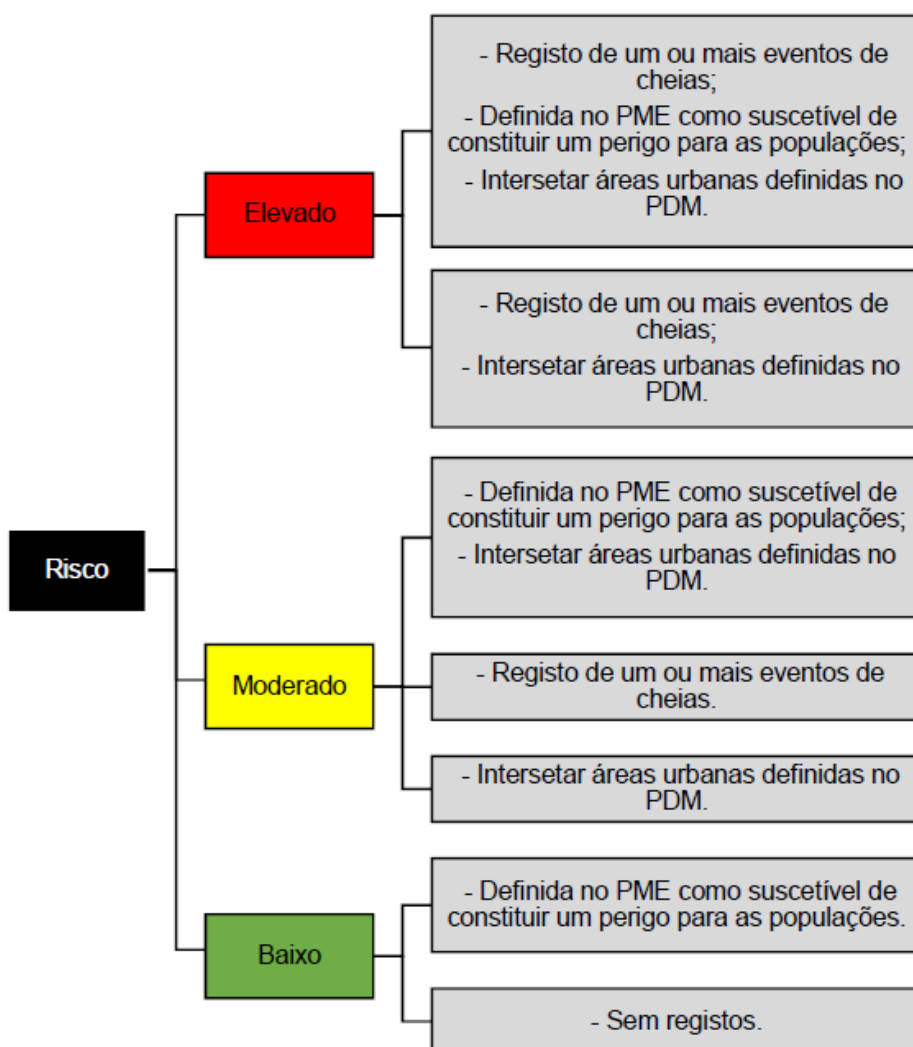 Risco
Elevado
- Registo de um ou mais eventos de
cheias;
- Definida no PME como suscetível de
constituir um perigo para as populações;
- Intersetar áreas urbanas definidas no
PDM.
- Registo de um ou mais eventos de
cheias;
- Intersetar áreas urbanas definidas no
PDM.
Moderado
- Definida no PME como suscetível de
constituir um perigo para as populações;
- Intersetar áreas urbanas definidas no
PDM.
- Registo de um ou mais eventos de
cheias.
- Intersetar áreas urbanas definidas no
PDM.
Baixo
- Definida no PME como suscetível de
constituir um perigo para as populações.
- Sem registos.